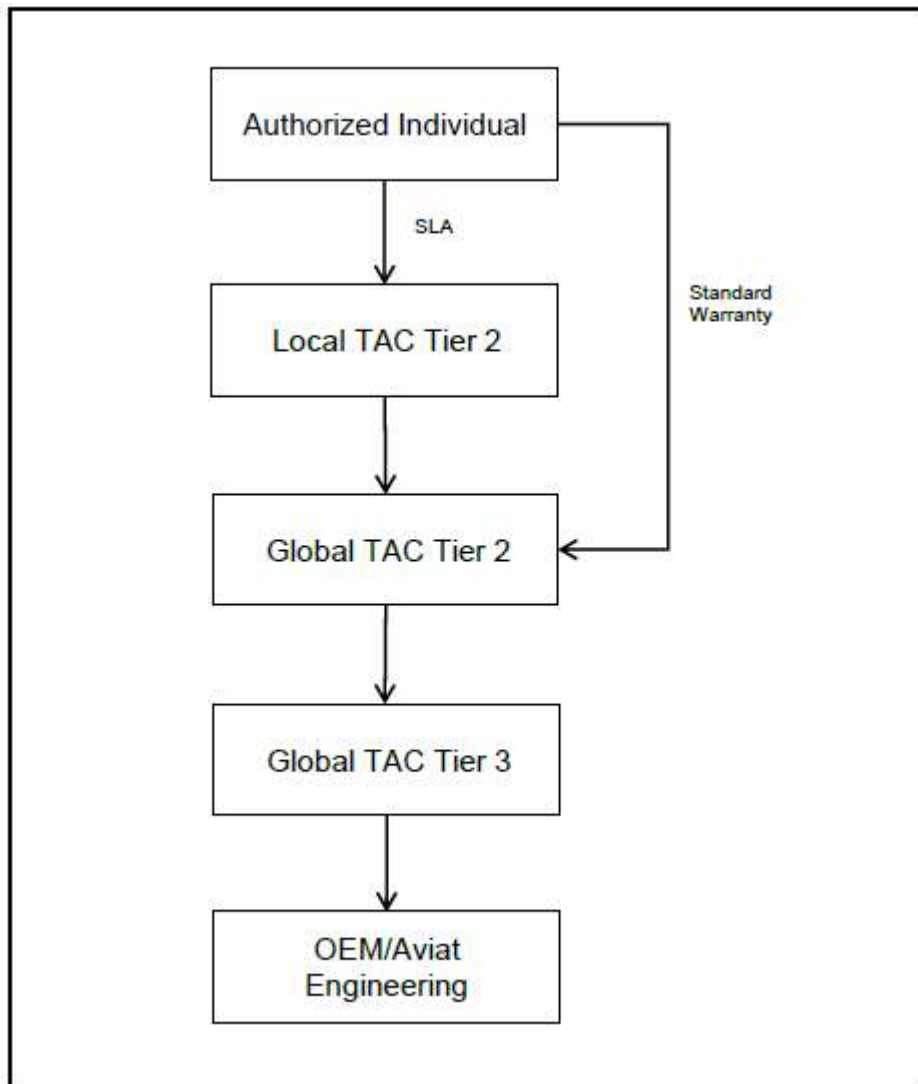 Authorized Individual
SLA
Standard
Warranty
Local TAC Tier 2
Global TAC Tier 2
Global TAC Tier 3
OEM/Aviat
Engineering